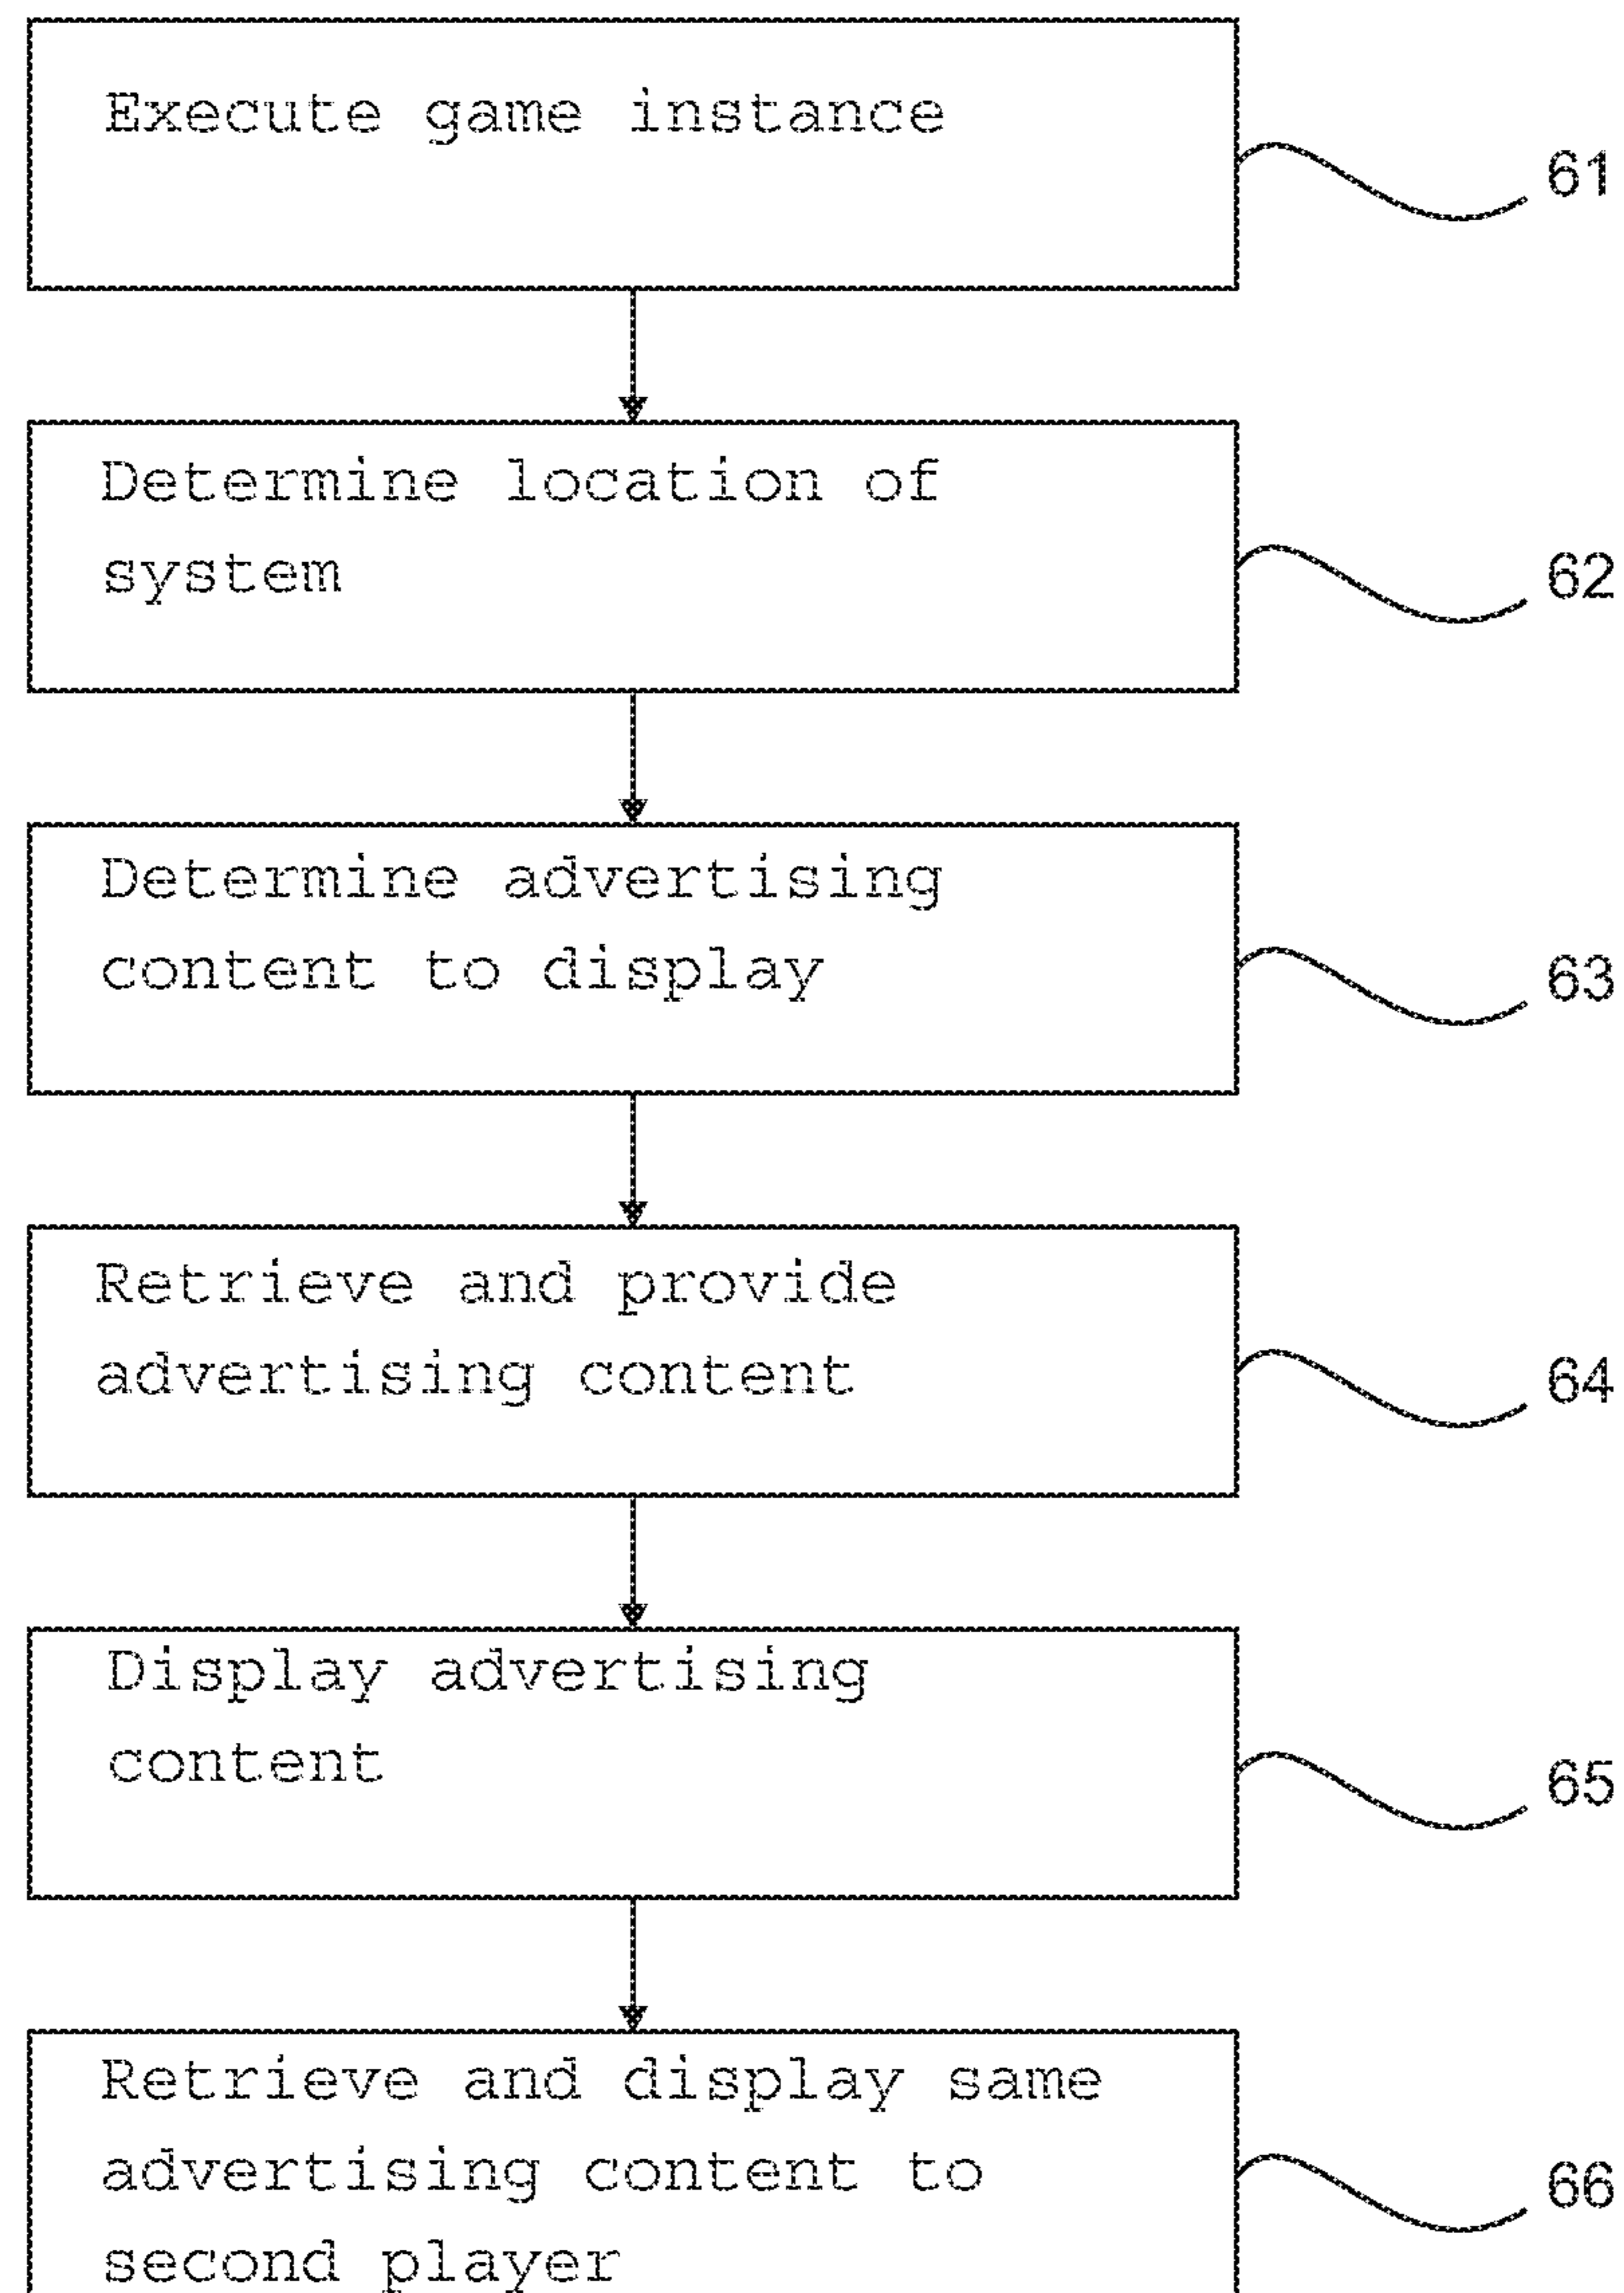 Execute game instance
61
Determine location of
system
62
Determine advertising
content to display
63
Retrieve and provide
advertising content
64
Display advertising
content
65
Retrieve and display same
advertising content to
second player
66